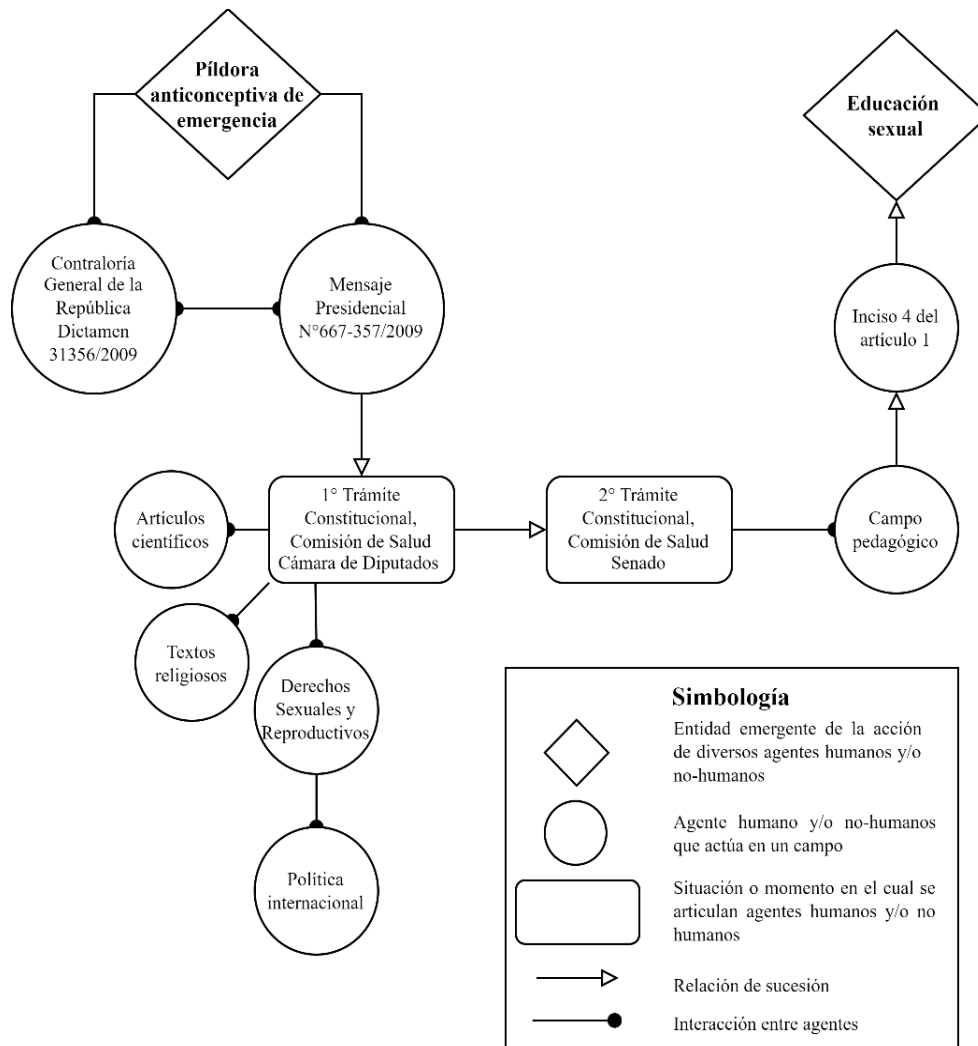 Píldora
anticonceptiva de
emergencia
Educación
sexual
Contraloría
General de la
República
Dictamen
31356/2009
Mensaje
Presidencial
N°667-357/2009
Inciso 4 del
artículo 1
Artículos
científicos
1° Trámite
Constitucional,
Comisión de Salud
Cámara de Diputados
2° Trámite
Constitucional,
Comisión de Salud
Senado
Campo
pedagógico
Textos
religiosos
Derechos
Sexuales y
Reproductivos
Política
internacional
Simbología
Entidad emergente de la acción
de diversos agentes humanos y/o
no-humanos
Agente humano y/o no-humanos
que actúa en un campo
Situación o momento en el cual se
articulan agentes humanos y/o no
humanos
Relación de sucesión
Interacción entre agentes